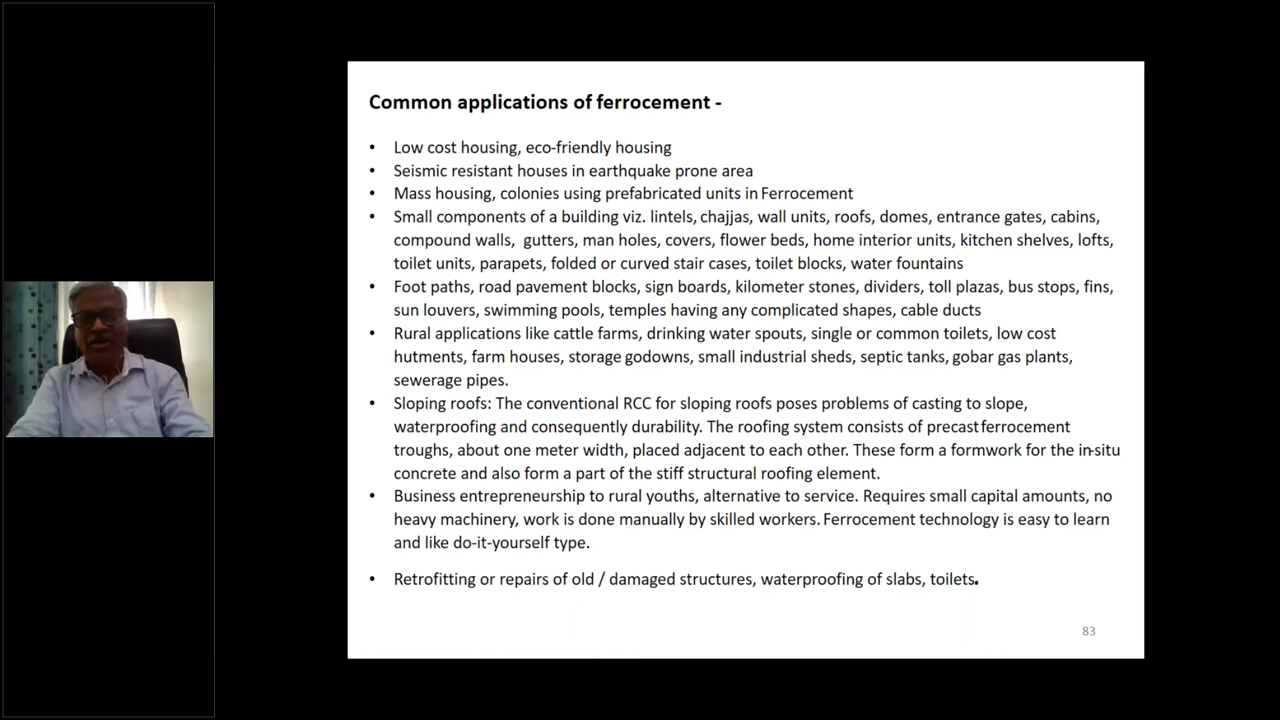 Common applications of ferrocement -
• Low cost housing, eco-friendly housing
• Seismic resistant houses in earthquake prone area
• Mass housing, colonies using prefabricated units in Ferrocement
• Small components of a building viz. lintels, chajjas, wall units, roofs, domes, entrance gates, cabins,
compound walls, gutters, man holes, covers, flower beds, home interior units, kitchen shelves, lofts,
toilet units, parapets, folded or curved stair cases, toilet blocks, water fountains
• Foot paths, road pavement blocks, sign boards, kilometer stones, dividers, toll plazas, bus stops, fins,
sun louvers, swimming pools, temples having any complicated shapes, cable ducts
• Rural applications like cattle farms, drinking water spouts, single or common toilets, low cost
hutments, farm houses, storage godowns, small industrial sheds, septic tanks, gobar gas plants,
sewerage pipes.
• Sloping roofs: The conventional RCC for sloping roofs poses problems of casting to slope,
waterproofing and consequently durability. The roofing system consists of precast ferrocement
troughs, about one meter width, placed adjacent to each other. These form a formwork for the in-situ
concrete and also form a part of the stiff structural roofing element.
• Business entrepreneurship to rural youths, alternative to service. Requires small capital amounts, no
heavy machinery, work is done manually by skilled workers. Ferrocement technology is easy to learn
and like do-it-yourself type.
• Retrofitting or repairs of old / damaged structures, waterproofing of slabs, toilets.
83